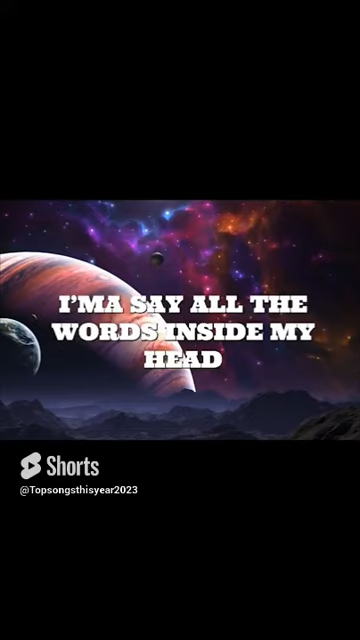 I'MA SAY ALL THE
WORDS INSIDE MY
HEAD
Shorts
@Topsongsthisyear2023